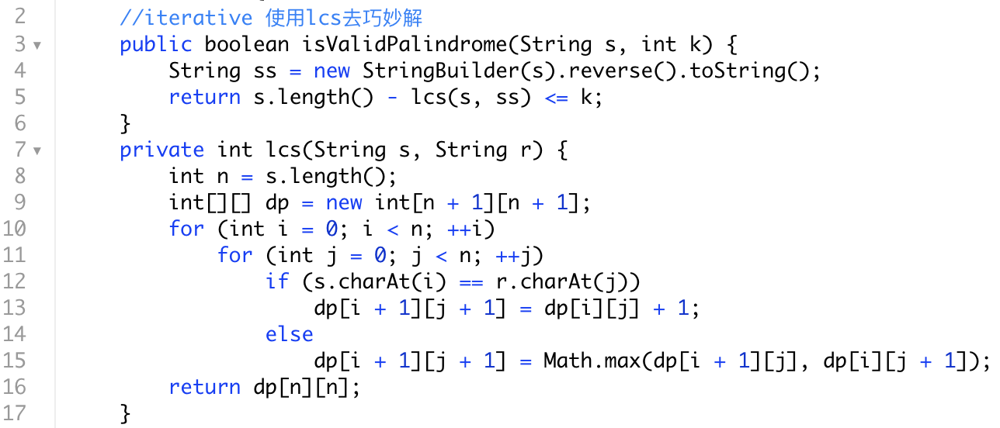 2 //iterative 使用lcs去巧妙解
3 public boolean isValidPalindrome(String s, int k) {
4 String ss = new StringBuilder(s).reverse().toString();
5 return s.length() - lcs(s, ss) <= k;
6 }
7 private int lcs(String s, String r) {
8 int n = s.length();
9 int[][] dp = new int[n + 1][n + 1];
10 for (int i = 0; i < n; ++i)
11 for (int j = 0; j < n; ++j)
12 if (s.charAt(i) == r.charAt(j))
13 dp[i + 1][j + 1] = dp[i][j] + 1;
14 else
15 dp[i + 1][j + 1] = Math.max(dp[i + 1][j], dp[i][j + 1]);
16 return dp[n][n];
17 }